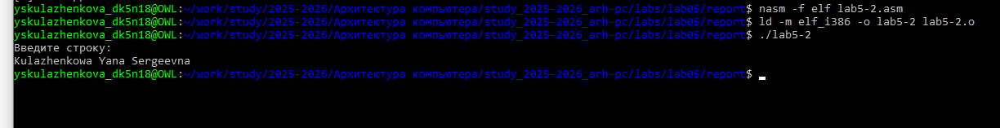 yskulazhenkova_dk5n18@OWL:~/work/study/2025-2026/Архитектура компьютера/study_2025-2026_arh-pc/labs/lab05/report$ nasm -f elf lab5-2.asm
yskulazhenkova_dk5n18@OWL:~/work/study/2025-2026/Архитектура компьютера/study_2025-2026_arh-pc/labs/lab05/report$ ld -m elf_i386 -o lab5-2 lab5-2.o
yskulazhenkova_dk5n18@OWL:~/work/study/2025-2026/Архитектура компьютера/study_2025-2026_arh-pc/labs/lab05/report$ ./lab5-2
Введите строку:
Kulazhenkowa Yana Sergeevna
yskulazhenkova_dk5n18@OWL:~/work/study/2025-2026/Архитектура компьютера/study_2025-2026_arh-pc/labs/lab05/report$